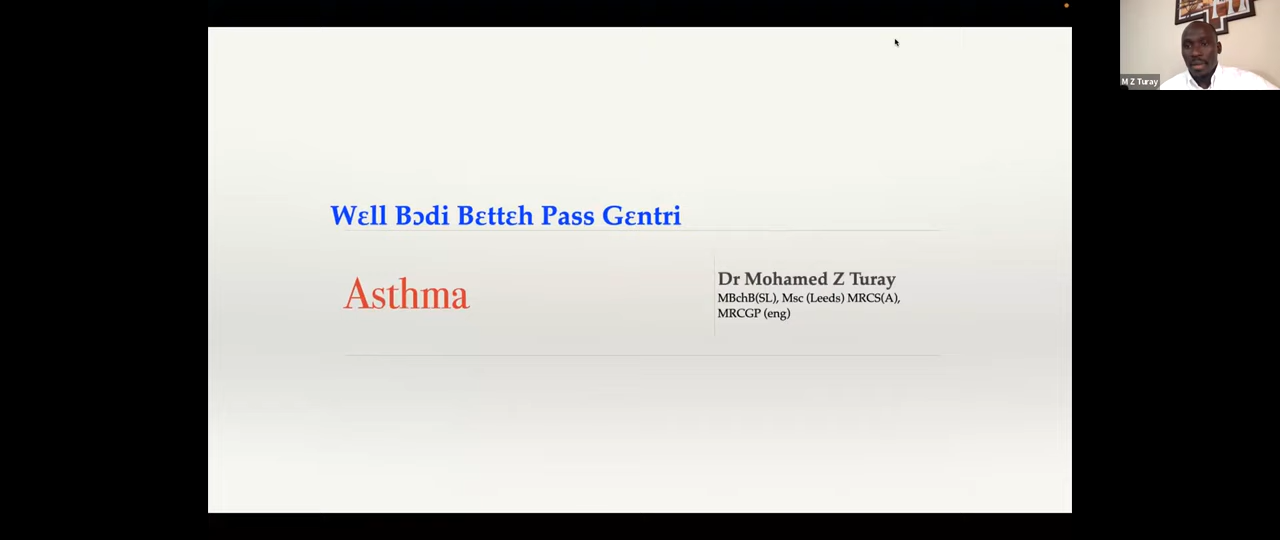 M Z Turay
Wɛll Bɔdi Bɛttɛh Pass Gɛntri
Asthma
Dr Mohamed Z Turay
MBchB(SL), Msc (Leeds) MRCS(A),
MRCGP (eng)